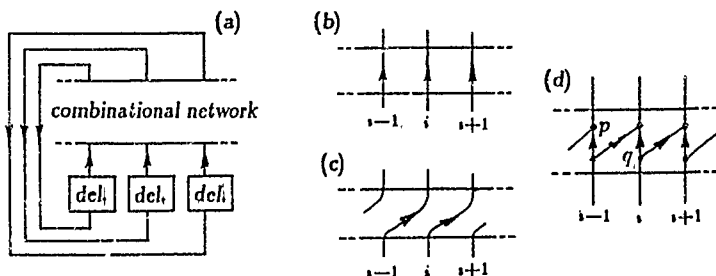 (a)
combinational network
del del del
(b)
i−1 i i+1
(c)
i−1 i i+1
(d)
p
q
i−1 i i+1